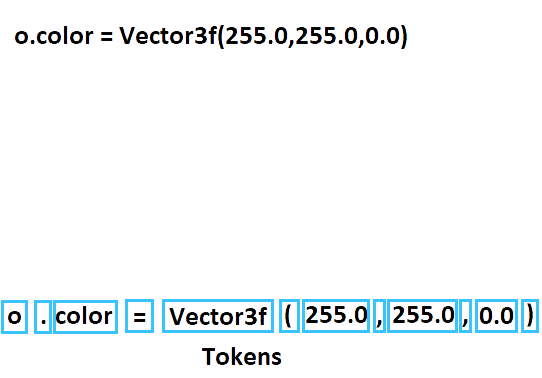 o.color = Vector3f(255.0,255.0,0.0)
o . color = Vector3f ( 255.0 , 255.0 , 0.0 )
Tokens